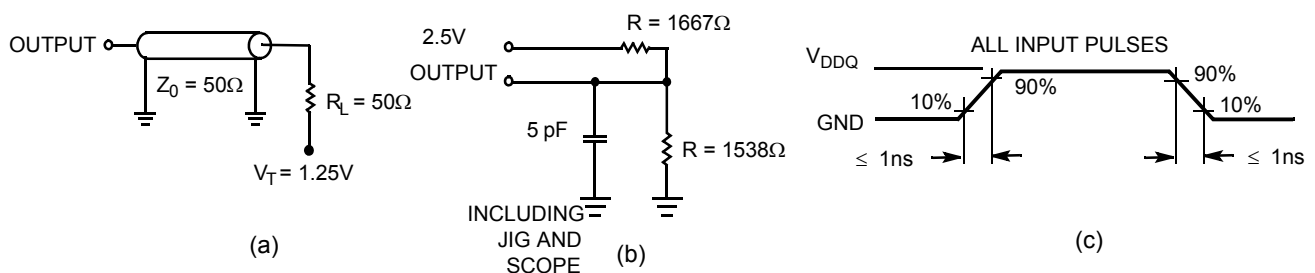 OUTPUT
Z0 = 50Ω
RL = 50Ω
VT = 1.25V
(a)
R = 1667Ω
2.5V
OUTPUT
5 pF
R = 1538Ω
INCLUDING
JIG AND
SCOPE
(b)
ALL INPUT PULSES
VDDQ
GND
10%
90%
90%
10%
≤ 1ns
≤ 1ns
(c)